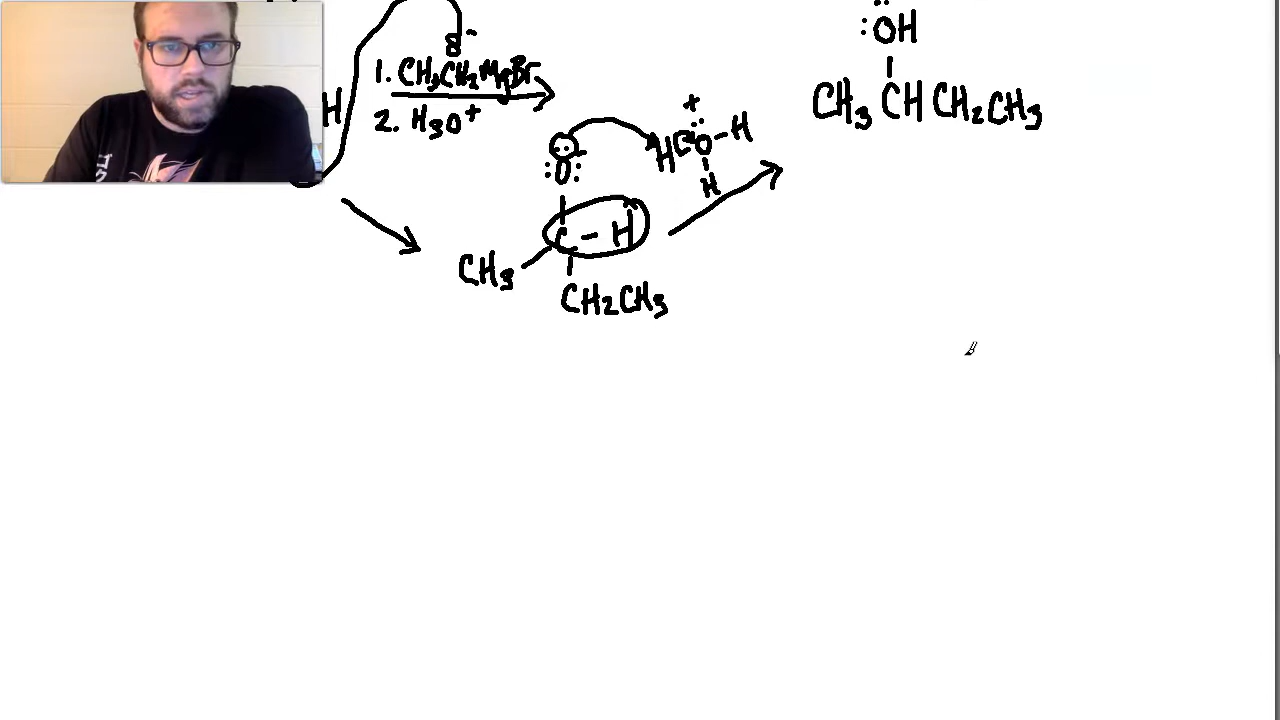 :ÖH
CH₃ CH CH₂CH₃
δ⁻
1. CH₃CH₂MgBr
2. H₃O⁺
H
+
H O - H
H
:O:⁻
C - H
CH₃
CH₂CH₃